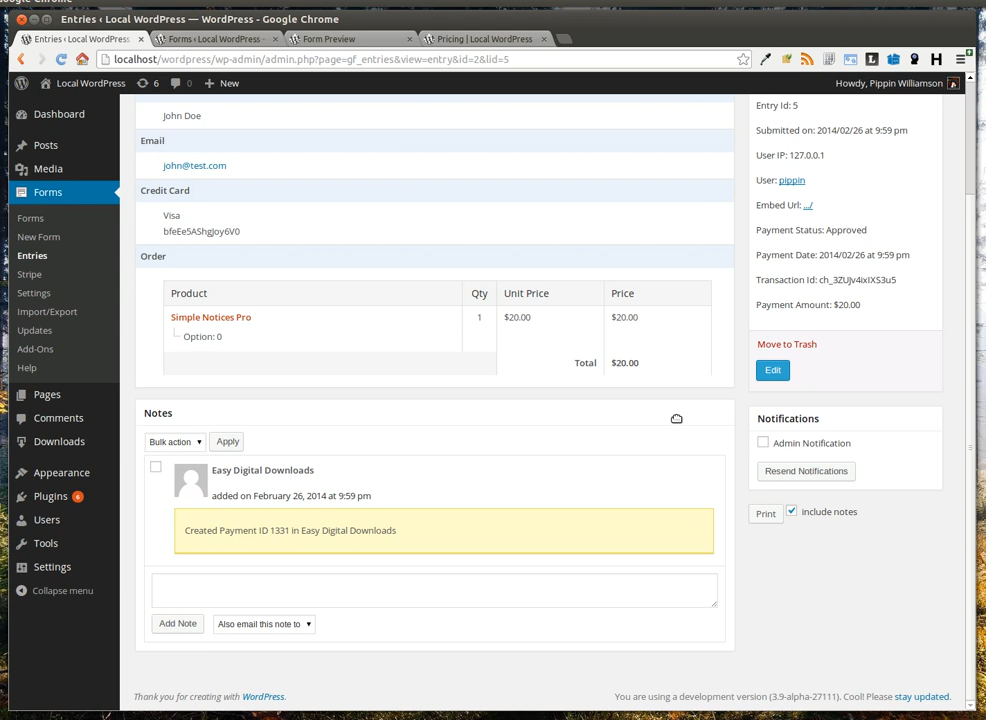 Entries ‹ Local WordPress — WordPress - Google Chrome
Entries ‹ Local WordPress
Forms ‹ Local WordPress -
Form Preview
Pricing | Local WordPress
localhost/wordpress/wp-admin/admin.php?page=gf_entries&view=entry&id=2&lid=5
Local WordPress
6
0
New
Howdy, Pippin Williamson
Dashboard
Posts
Media
Forms
Forms
New Form
Entries
Stripe
Settings
Import/Export
Updates
Add-Ons
Help
Pages
Comments
Downloads
Appearance
Plugins 6
Users
Tools
Settings
Collapse menu
John Doe
Email
john@test.com
Credit Card
Visa
bfeEe5AShgJoy6V0
Order
Product Qty Unit Price Price
Simple Notices Pro 1 $20.00 $20.00
Option: 0
Total $20.00
Notes
Bulk action
Apply
Easy Digital Downloads
added on February 26, 2014 at 9:59 pm
Created Payment ID 1331 in Easy Digital Downloads
Add Note
Also email this note to
Entry Id: 5
Submitted on: 2014/02/26 at 9:59 pm
User IP: 127.0.0.1
User: pippin
Embed Url: .../
Payment Status: Approved
Payment Date: 2014/02/26 at 9:59 pm
Transaction Id: ch_3ZUJv4ixIXS3u5
Payment Amount: $20.00
Move to Trash
Edit
Notifications
Admin Notification
Resend Notifications
Print
include notes
Thank you for creating with WordPress.
You are using a development version (3.9-alpha-27111). Cool! Please stay updated.